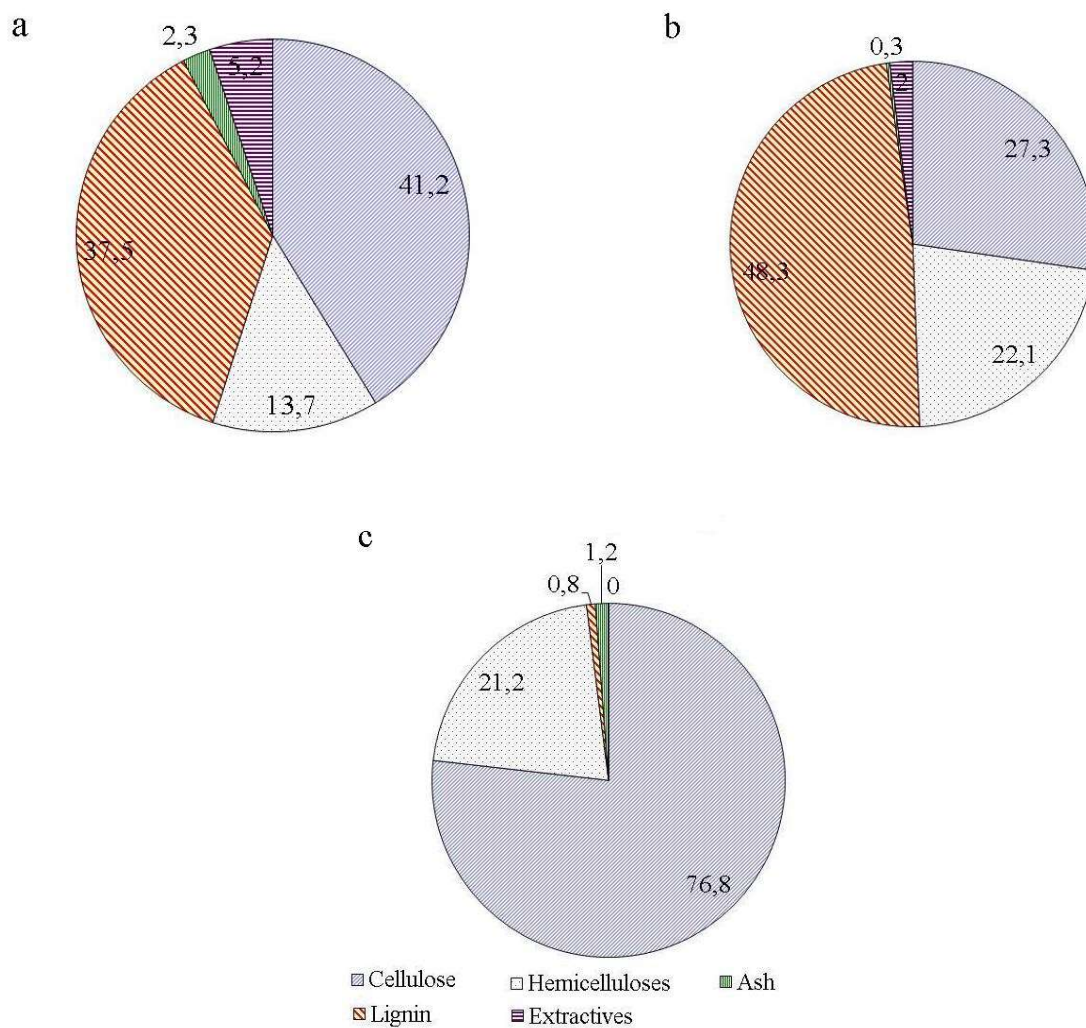 a
2,3
5,2
41,2
37,5
13,7
b
0,3
2
27,3
48,3
22,1
c
1,2
0,8 0
21,2
76,8
Cellulose Hemicelluloses Ash
Lignin Extractives